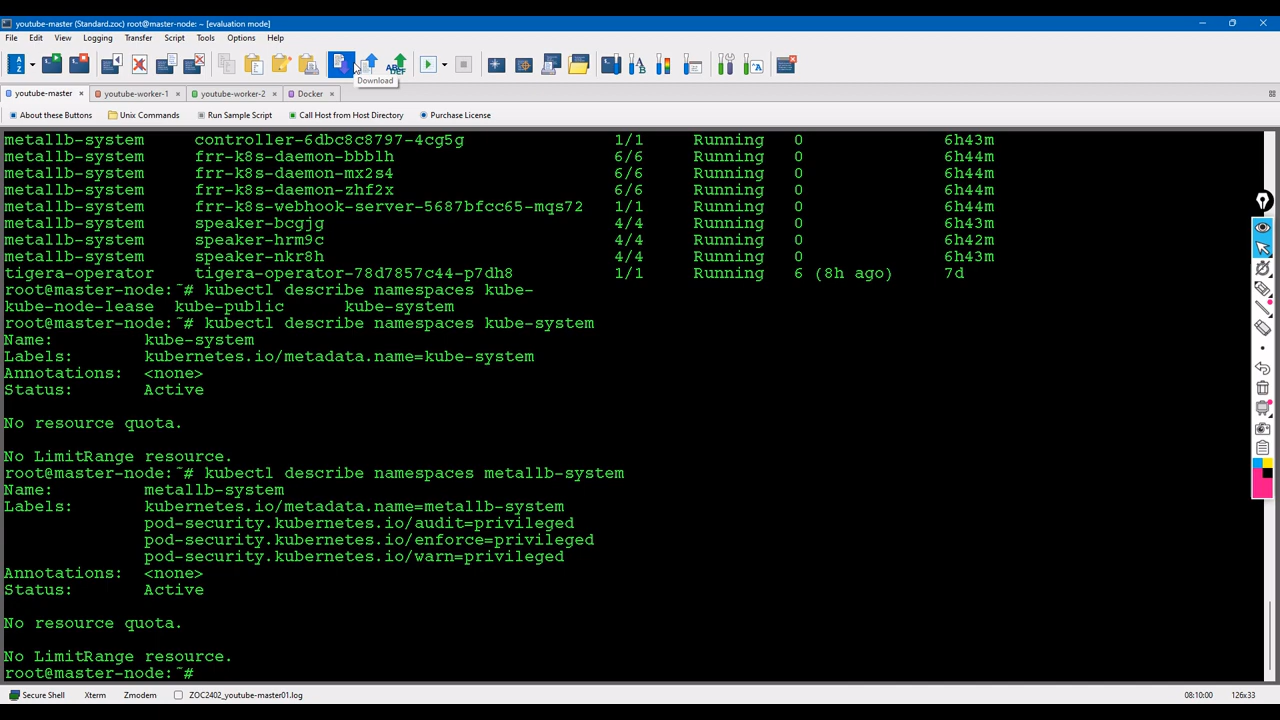 youtube-master (Standard.zoc) root@master-node: ~ [evaluation mode]
File Edit View Logging Transfer Script Tools Options Help
Download
youtube-master youtube-worker-1 youtube-worker-2 Docker
About these Buttons Unix Commands Run Sample Script Call Host from Host Directory Purchase License
metallb-system controller-6dbc8c8797-4cg5g 1/1 Running 0 6h43m
metallb-system frr-k8s-daemon-bbblh 6/6 Running 0 6h44m
metallb-system frr-k8s-daemon-mx2s4 6/6 Running 0 6h44m
metallb-system frr-k8s-daemon-zhf2x 6/6 Running 0 6h44m
metallb-system frr-k8s-webhook-server-5687bfcc65-mqs72 1/1 Running 0 6h44m
metallb-system speaker-bcgjg 4/4 Running 0 6h43m
metallb-system speaker-hrm9c 4/4 Running 0 6h42m
metallb-system speaker-nkr8h 4/4 Running 0 6h43m
tigera-operator tigera-operator-78d7857c44-p7dh8 1/1 Running 6 (8h ago) 7d
root@master-node:~# kubectl describe namespaces kube-
kube-node-lease kube-public kube-system
root@master-node:~# kubectl describe namespaces kube-system
Name: kube-system
Labels: kubernetes.io/metadata.name=kube-system
Annotations: <none>
Status: Active
No resource quota.
No LimitRange resource.
root@master-node:~# kubectl describe namespaces metallb-system
Name: metallb-system
Labels: kubernetes.io/metadata.name=metallb-system
pod-security.kubernetes.io/audit=privileged
pod-security.kubernetes.io/enforce=privileged
pod-security.kubernetes.io/warn=privileged
Annotations: <none>
Status: Active
No resource quota.
No LimitRange resource.
root@master-node:~#
Secure Shell Xterm Zmodem ZOC2402_youtube-master01.log 08:10:00 126x33